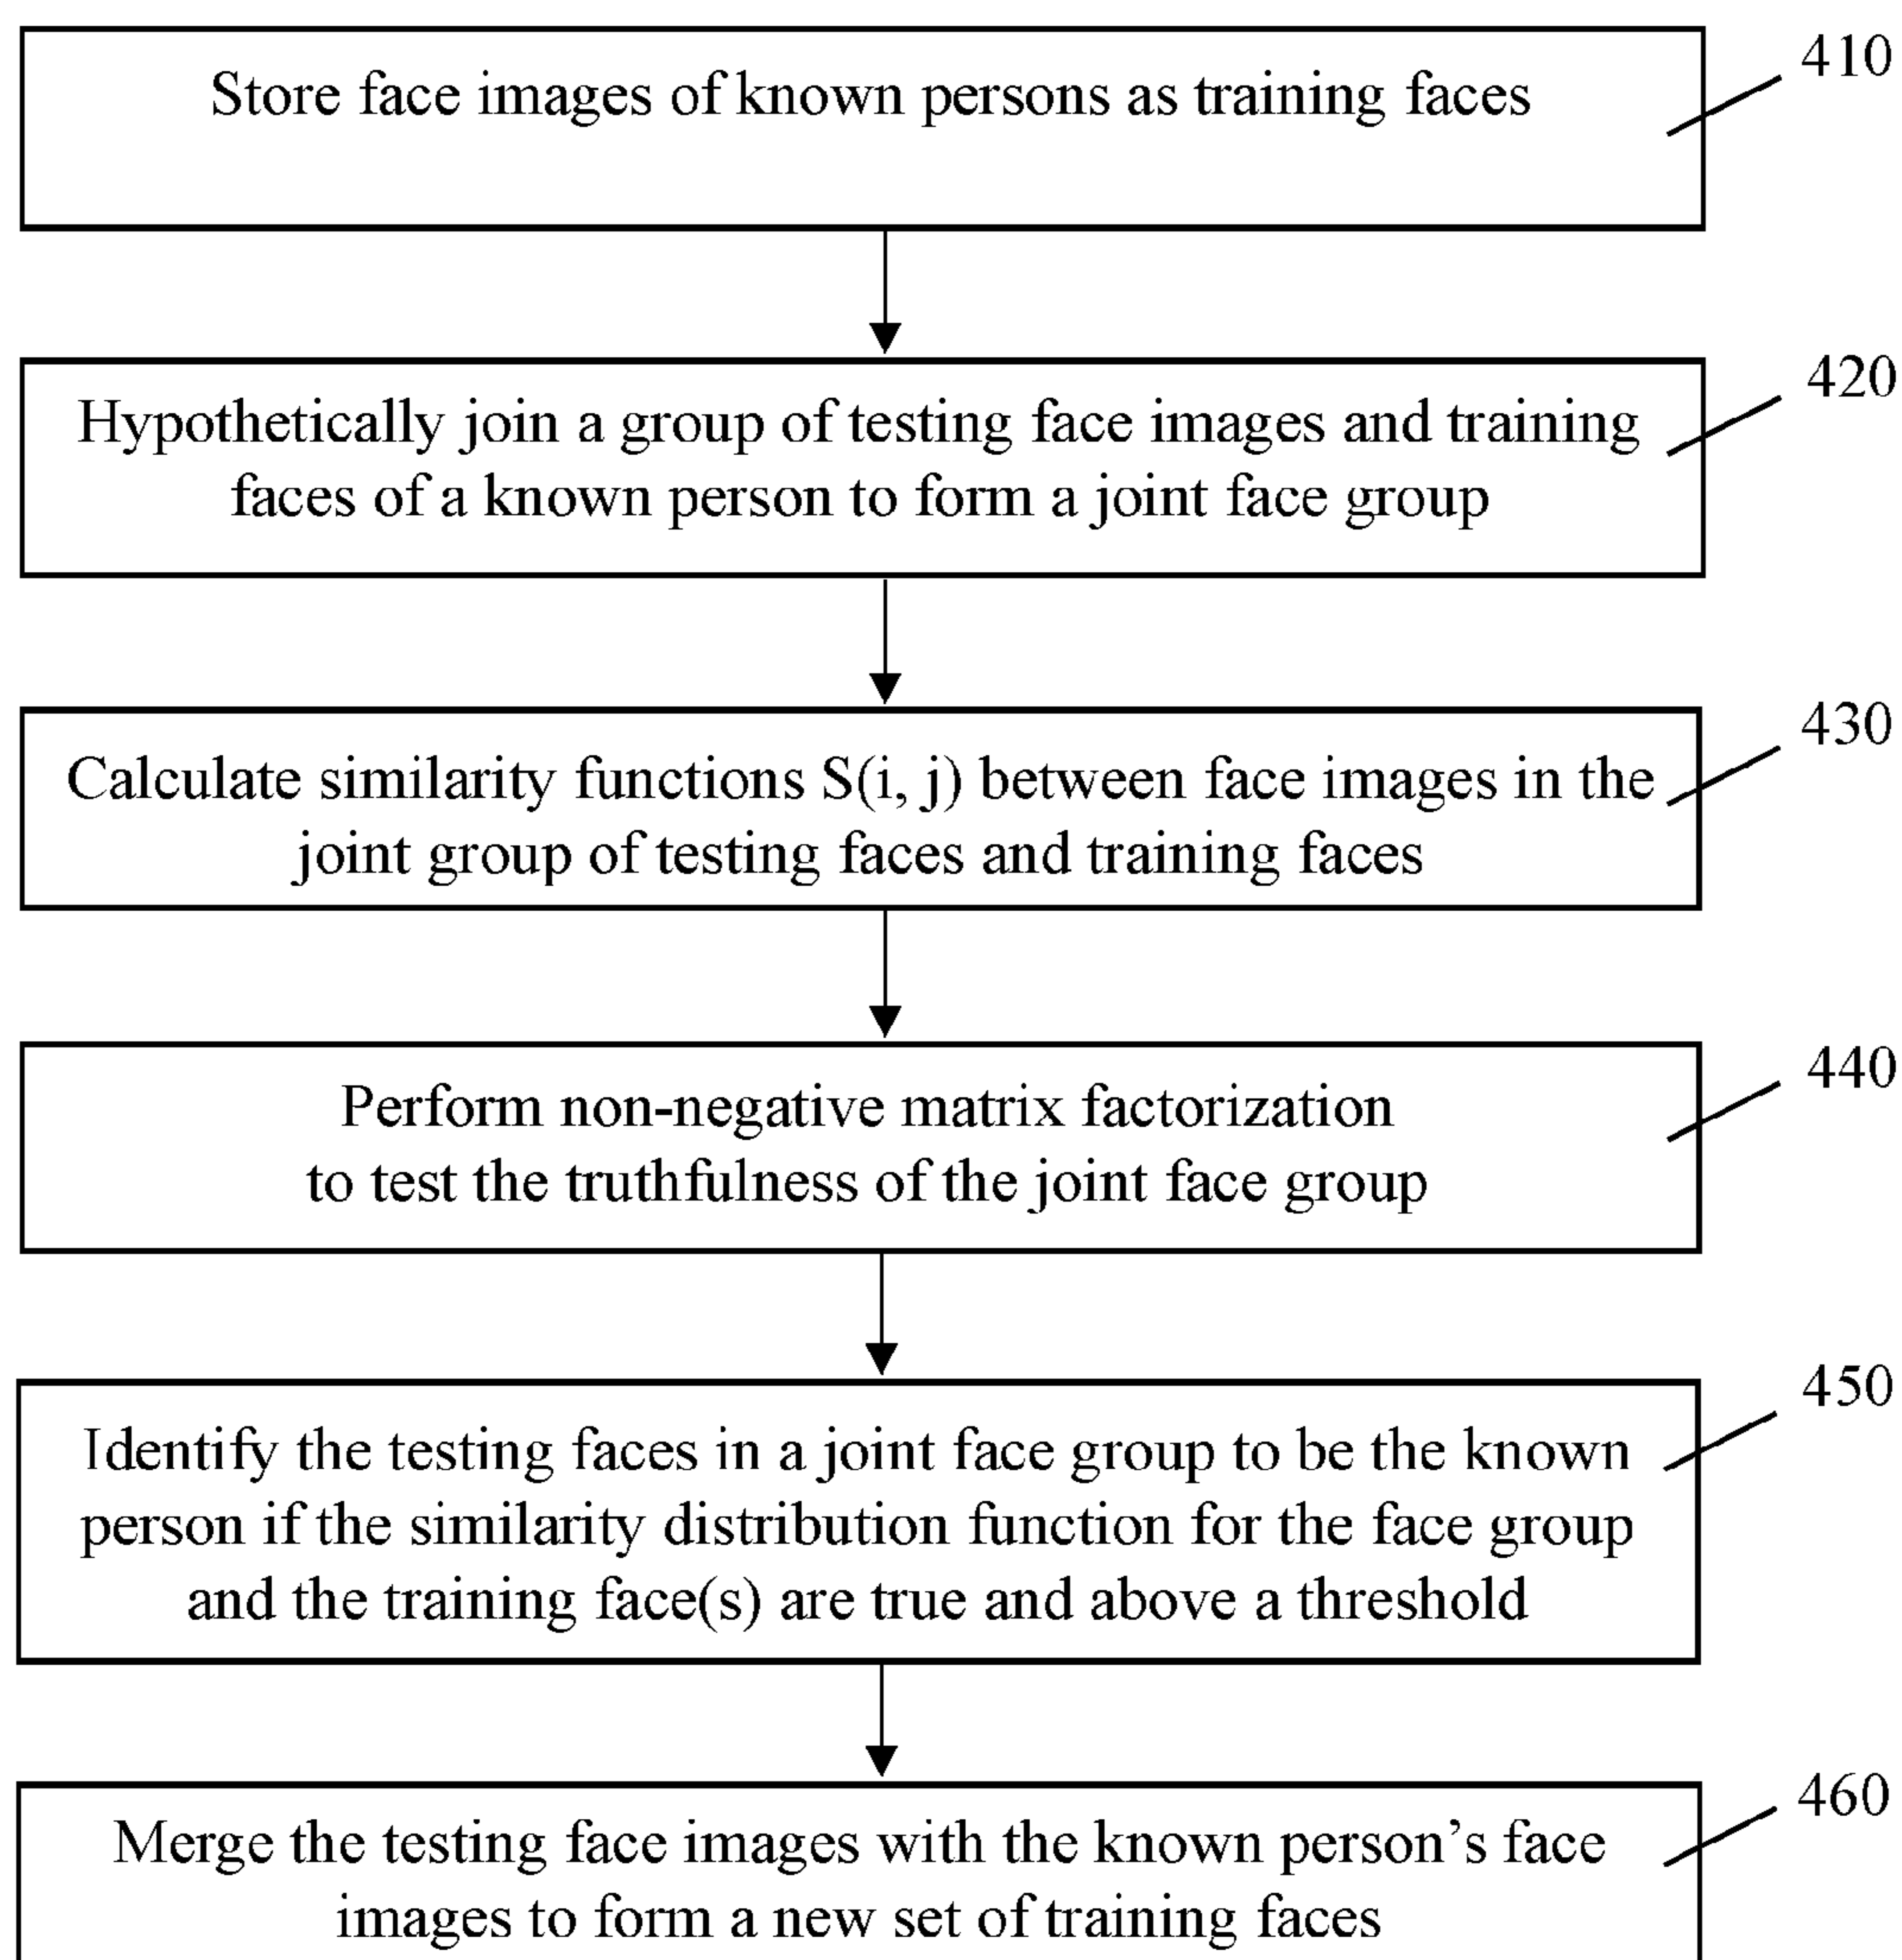 410
Store face images of known persons as training faces
420
Hypothetically join a group of testing face images and training
faces of a known person to form a joint face group
430
Calculate similarity functions S(i, j) between face images in the
joint group of testing faces and training faces
440
Perform non-negative matrix factorization
to test the truthfulness of the joint face group
450
Identify the testing faces in a joint face group to be the known
person if the similarity distribution function for the face group
and the training face(s) are true and above a threshold
460
Merge the testing face images with the known person’s face
images to form a new set of training faces